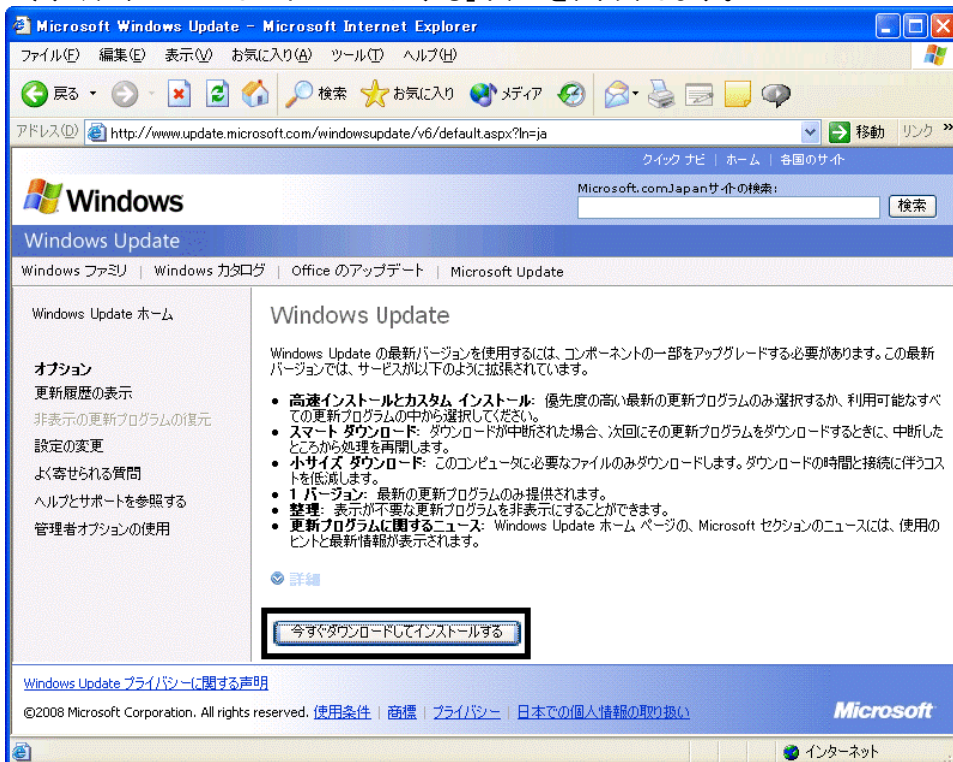 Microsoft Windows Update - Microsoft Internet Explorer
ファイル(F) 編集(E) 表示(V) お気に入り(A) ツール(T) ヘルプ(H)
戻る 検索 お気に入り メディア
アドレス(D) http://www.update.microsoft.com/windowsupdate/v6/default.aspx?ln=ja 移動 リンク »
クイック ナビ | ホーム | 各国のサイト
Windows
Microsoft.comJapanサイトの検索:
検索
Windows Update
Windows ファミリ | Windows カタログ | Office のアップデート | Microsoft Update
Windows Update ホーム
オプション
更新履歴の表示
非表示の更新プログラムの復元
設定の変更
よく寄せられる質問
ヘルプとサポートを参照する
管理者オプションの使用
Windows Update
Windows Update の最新バージョンを使用するには、コンポーネントの一部をアップグレードする必要があります。この最新
バージョンでは、サービスが以下のように拡張されています。
• 高速インストールとカスタム インストール: 優先度の高い最新の更新プログラムのみ選択するか、利用可能なすべ
ての更新プログラムの中から選択してください。
• スマート ダウンロード: ダウンロードが中断された場合、次回にその更新プログラムをダウンロードするときに、中断した
ところから処理を再開します。
• 小サイズ ダウンロード: このコンピュータに必要なファイルのみダウンロードします。ダウンロードの時間と接続に伴うコス
トを低減します。
• 1 バージョン: 最新の更新プログラムのみ提供されます。
• 整理: 表示が不要な更新プログラムを非表示にすることができます。
• 更新プログラムに関するニュース: Windows Update ホーム ページの、Microsoft セクションのニュースには、使用の
ヒントと最新情報が表示されます。
詳細
今すぐダウンロードしてインストールする
Windows Update プライバシーに関する声明
©2008 Microsoft Corporation. All rights reserved. 使用条件 | 商標 | プライバシー | 日本での個人情報の取り扱い
Microsoft
インターネット